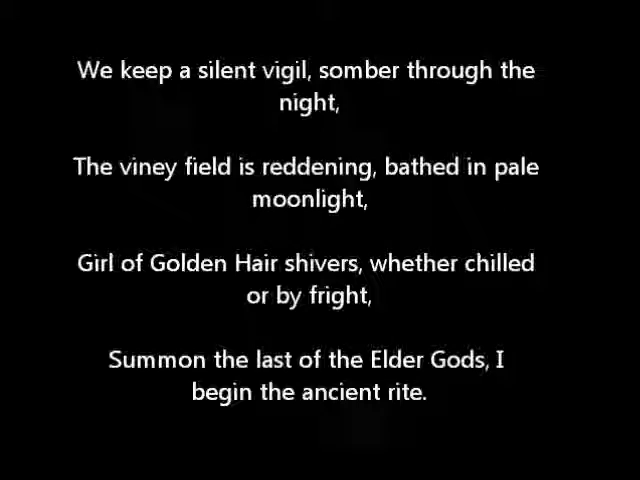 We keep a silent vigil, somber through the
night,
The viney field is reddening, bathed in pale
moonlight,
Girl of Golden Hair shivers, whether chilled
or by fright,
Summon the last of the Elder Gods, I
begin the ancient rite.